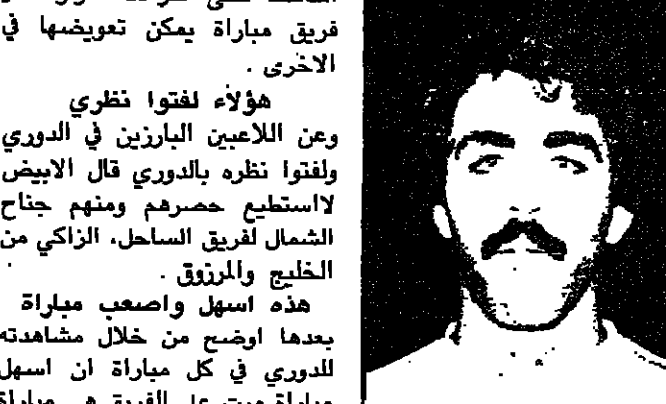 فريق مباراة يمكن تعويضها في
الاخرى .
هؤلاء لفتوا نظري
وعن اللاعبين البارزين في الدوري
ولفتوا نظره بالدوري قال الابيض
لااستطيع حصرهم ومنهم جناح
الشمال لفريق الساحل، الزاكي من
الخليج والمرزوق .
هذه اسهل واصعب مباراة
بعدها اوضح من خلال مشاهدته
للدوري في كل مباراة ان اسهل